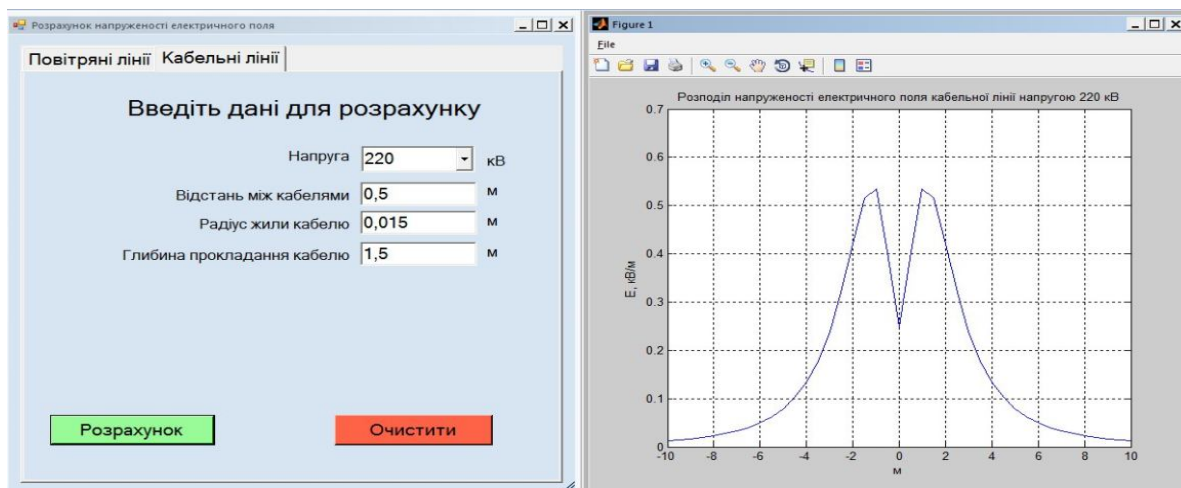 Розрахунок напруженості електричного поля
Повітряні лінії Кабельні лінії
Введіть дані для розрахунку
Напруга 220 кВ
Відстань між кабелями 0,5 м
Радіус жили кабелю 0,015 м
Глибина прокладання кабелю 1,5 м
Розрахунок Очистити
Figure 1
File
Розподіл напруженості електричного поля кабельної лінії напругою 220 кВ
0.7
0.6
0.5
0.4
0.3
0.2
0.1
0
E, кВ/м
-10 -8 -6 -4 -2 0 2 4 6 8 10
м